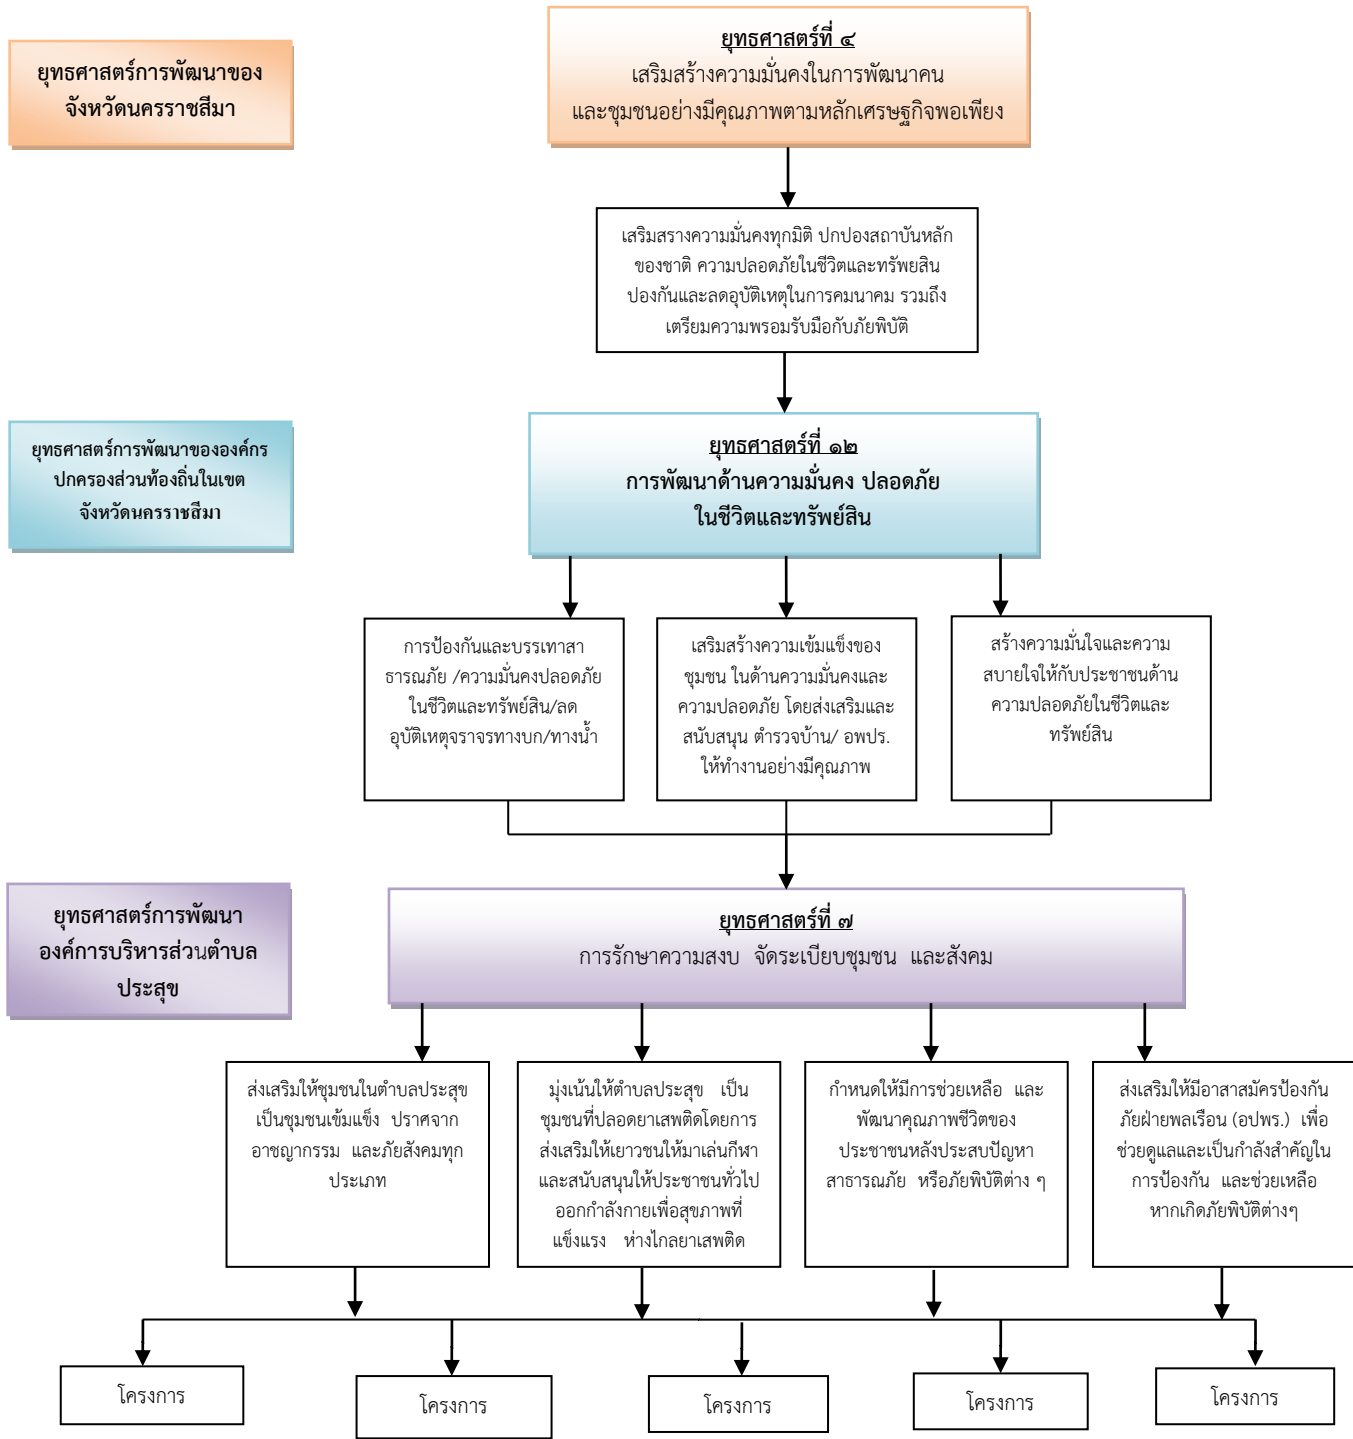 ยุทธศาสตร์การพัฒนาของ
จังหวัดนครราชสีมา
ยุทธศาสตร์ที่ ๔
เสริมสร้างความมั่นคงในการพัฒนาคน
และชุมชนอย่างมีคุณภาพตามหลักเศรษฐกิจพอเพียง
เสริมสรางความมั่นคงทุกมิติ ปกปองสถาบันหลัก
ของชาติ ความปลอดภัยในชีวิตและทรัพยสิน
ปองกันและลดอุบัติเหตุในการคมนาคม รวมถึง
เตรียมความพรอมรับมือกับภัยพิบัติ
ยุทธศาสตร์การพัฒนาขององค์กร
ปกครองส่วนท้องถิ่นในเขต
จังหวัดนครราชสีมา
ยุทธศาสตร์ที่ ๑๒
การพัฒนาด้านความมั่นคง ปลอดภัย
ในชีวิตและทรัพย์สิน
การป้องกันและบรรเทาสา
ธารณภัย /ความมั่นคงปลอดภัย
ในชีวิตและทรัพย์สิน/ลด
อุบัติเหตุจราจรทางบก/ทางน้ำ
เสริมสร้างความเข้มแข็งของ
ชุมชน ในด้านความมั่นคงและ
ความปลอดภัย โดยส่งเสริมและ
สนับสนุน ตำรวจบ้าน/ อพปร.
ให้ทำงานอย่างมีคุณภาพ
สร้างความมั่นใจและความ
สบายใจให้กับประชาชนด้าน
ความปลอดภัยในชีวิตและ
ทรัพย์สิน
ยุทธศาสตร์การพัฒนา
องค์การบริหารส่วนตำบล
ประสุข
ยุทธศาสตร์ที่ ๗
การรักษาความสงบ จัดระเบียบชุมชน และสังคม
ส่งเสริมให้ชุมชนในตำบลประสุข
เป็นชุมชนเข้มแข็ง ปราศจาก
อาชญากรรม และภัยสังคมทุก
ประเภท
มุ่งเน้นให้ตำบลประสุข เป็น
ชุมชนที่ปลอดยาเสพติดโดยการ
ส่งเสริมให้เยาวชนให้มาเล่นกีฬา
และสนับสนุนให้ประชาชนทั่วไป
ออกกำลังกายเพื่อสุขภาพที่
แข็งแรง ห่างไกลยาเสพติด
กำหนดให้มีการช่วยเหลือ และ
พัฒนาคุณภาพชีวิตของ
ประชาชนหลังประสบปัญหา
สาธารณภัย หรือภัยพิบัติต่าง ๆ
ส่งเสริมให้มีอาสาสมัครป้องกัน
ภัยฝ่ายพลเรือน (อปพร.) เพื่อ
ช่วยดูแลและเป็นกำลังสำคัญใน
การป้องกัน และช่วยเหลือ
หากเกิดภัยพิบัติต่างๆ
โครงการ
โครงการ
โครงการ
โครงการ
โครงการ